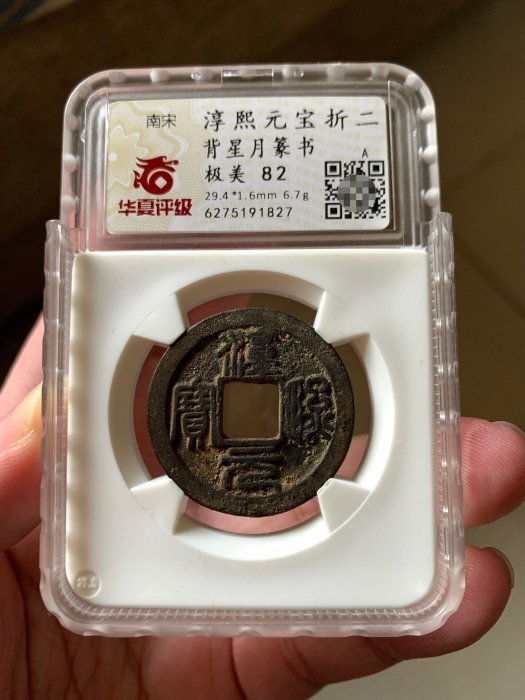 南宋
淳熙元宝折二
背星月篆书
极美 82
A
29.4*1.6mm 6.7g
6275191827
华夏评级
淳
熙
元
寶